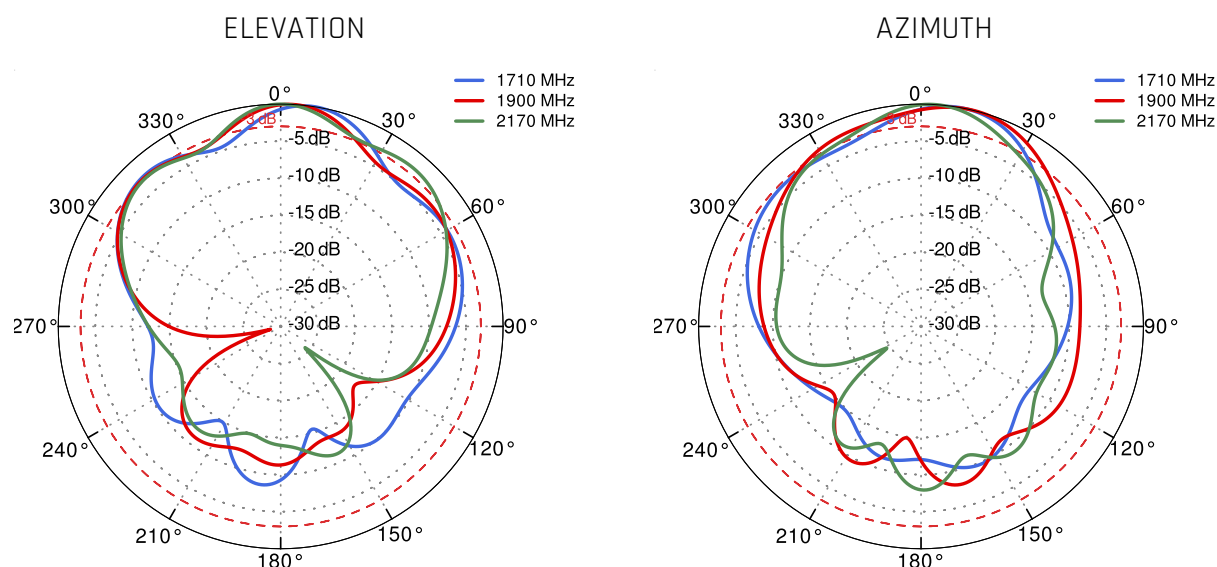 ELEVATION
1710 MHz
1900 MHz
2170 MHz
0°
30°
60°
90°
120°
150°
180°
210°
240°
270°
300°
330°
3 dB
-5 dB
-10 dB
-15 dB
-20 dB
-25 dB
-30 dB
AZIMUTH
1710 MHz
1900 MHz
2170 MHz
0°
30°
60°
90°
120°
150°
180°
210°
240°
270°
300°
330°
3 dB
-5 dB
-10 dB
-15 dB
-20 dB
-25 dB
-30 dB